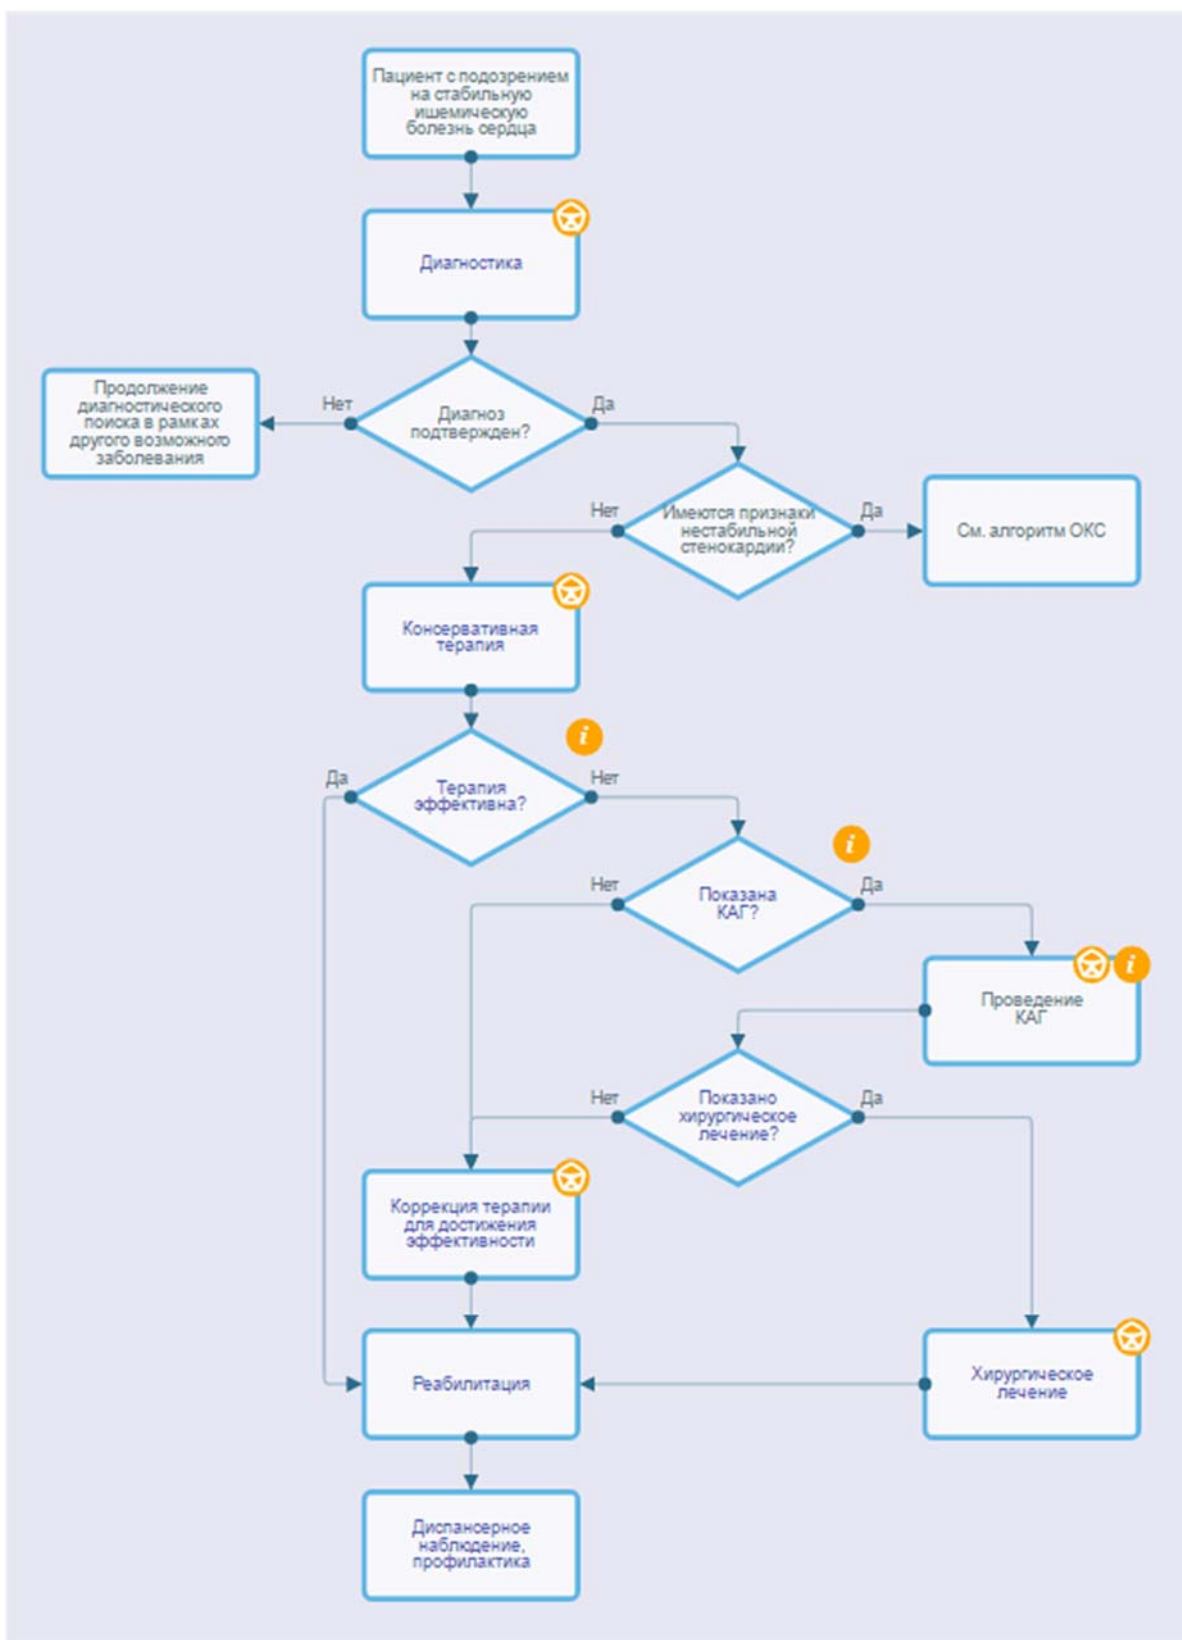 Пациент с подозрением
на стабильную
ишемическую
болезнь сердца
Диагностика
Продолжение
диагностического
поиска в рамках
другого возможного
заболевания
Нет
Диагноз
подтвержден?
Да
Нет
Имеются признаки
нестабильной
стенокардии?
Да
См. алгоритм ОКС
Консервативная
терапия
i
Да
Терапия
эффективна?
Нет
i
Нет
Показана
КАГ?
Да
i
Проведение
КАГ
Нет
Показано
хирургическое
лечение?
Да
Коррекция терапии
для достижения
эффективности
Реабилитация
Хирургическое
лечение
Диспансерное
наблюдение,
профилактика